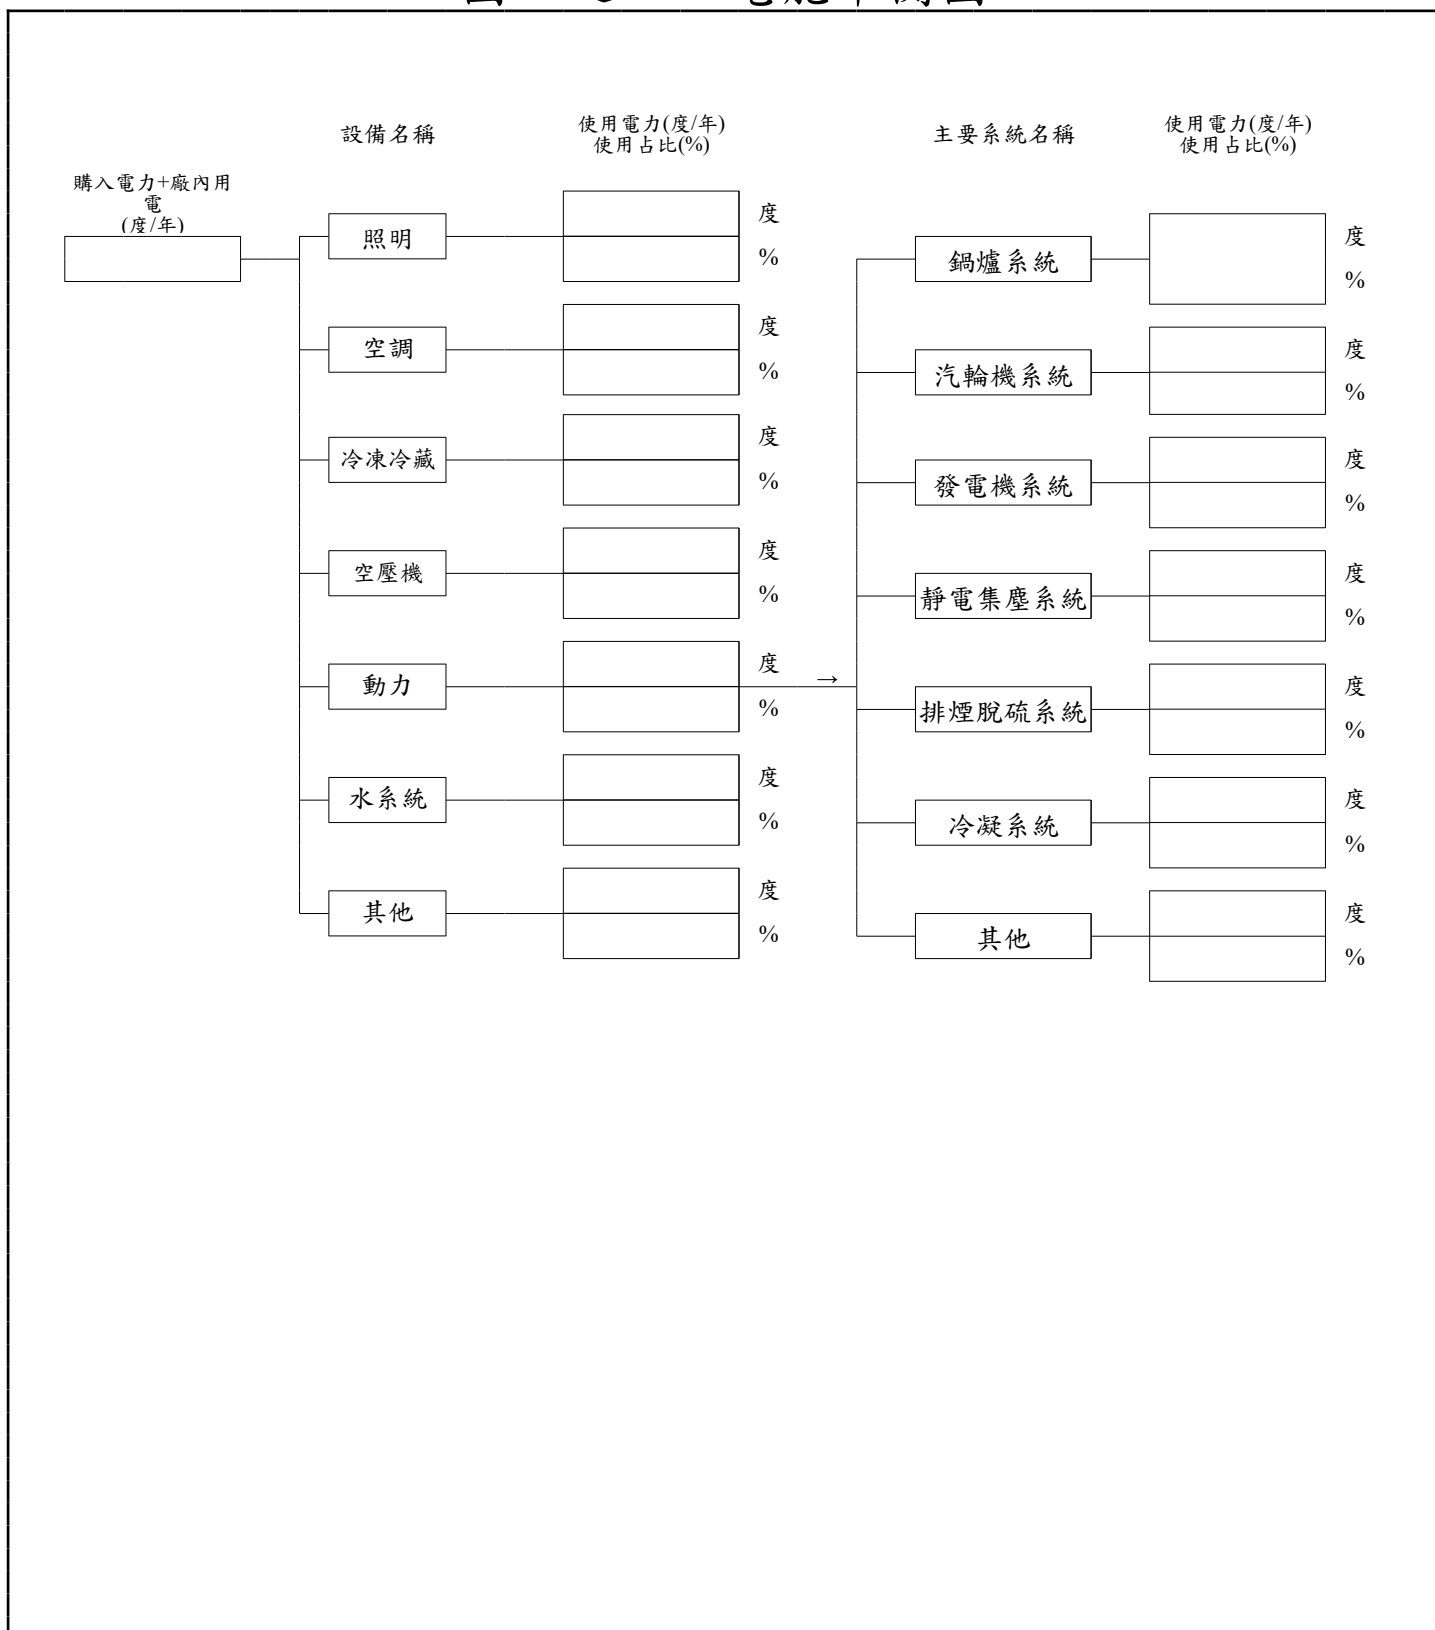 設備名稱
使用電力(度/年)
使用占比(%)
主要系統名稱
使用電力(度/年)
使用占比(%)
購入電力+廠內用
電
(度/年)
照明
度
%
鍋爐系統
度
%
空調
度
%
汽輪機系統
度
%
冷凍冷藏
度
%
發電機系統
度
%
空壓機
度
%
靜電集塵系統
度
%
動力
度
%
→
排煙脫硫系統
度
%
水系統
度
%
冷凝系統
度
%
其他
度
%
其他
度
%